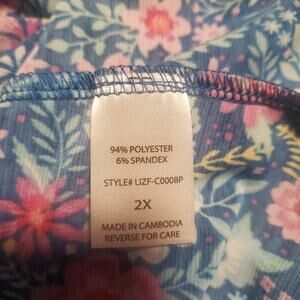 94% POLYESTER
6% SPANDEX
STYLE# LIZF-C0008P
2X
MADE IN CAMBODIA
REVERSE FOR CARE